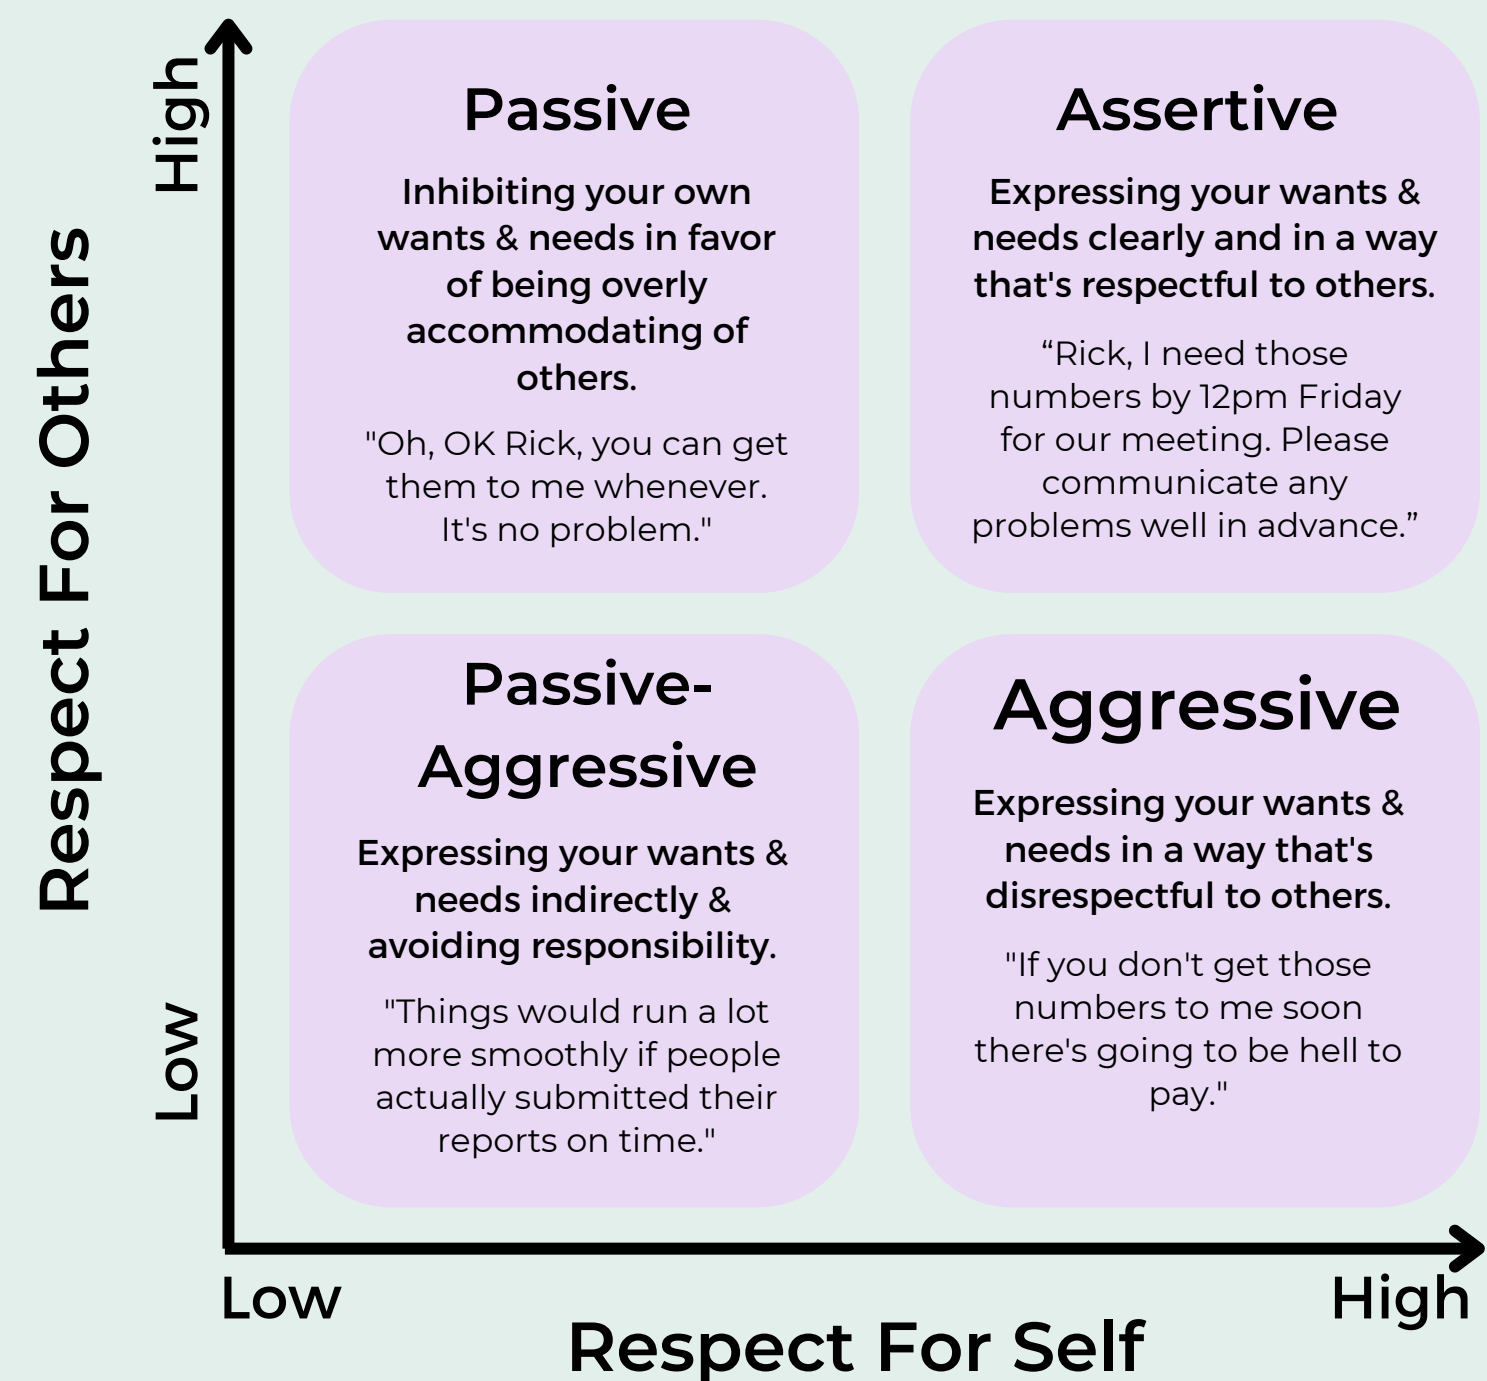 Respect For Others
High
Low
Passive
Inhibiting your own
wants & needs in favor
of being overly
accommodating of
others.
"Oh, OK Rick, you can get
them to me whenever.
It's no problem."
Assertive
Expressing your wants &
needs clearly and in a way
that's respectful to others.
“Rick, I need those
numbers by 12pm Friday
for our meeting. Please
communicate any
problems well in advance.”
Passive-
Aggressive
Expressing your wants &
needs indirectly &
avoiding responsibility.
"Things would run a lot
more smoothly if people
actually submitted their
reports on time."
Aggressive
Expressing your wants &
needs in a way that's
disrespectful to others.
"If you don't get those
numbers to me soon
there's going to be hell to
pay."
Low
High
Respect For Self